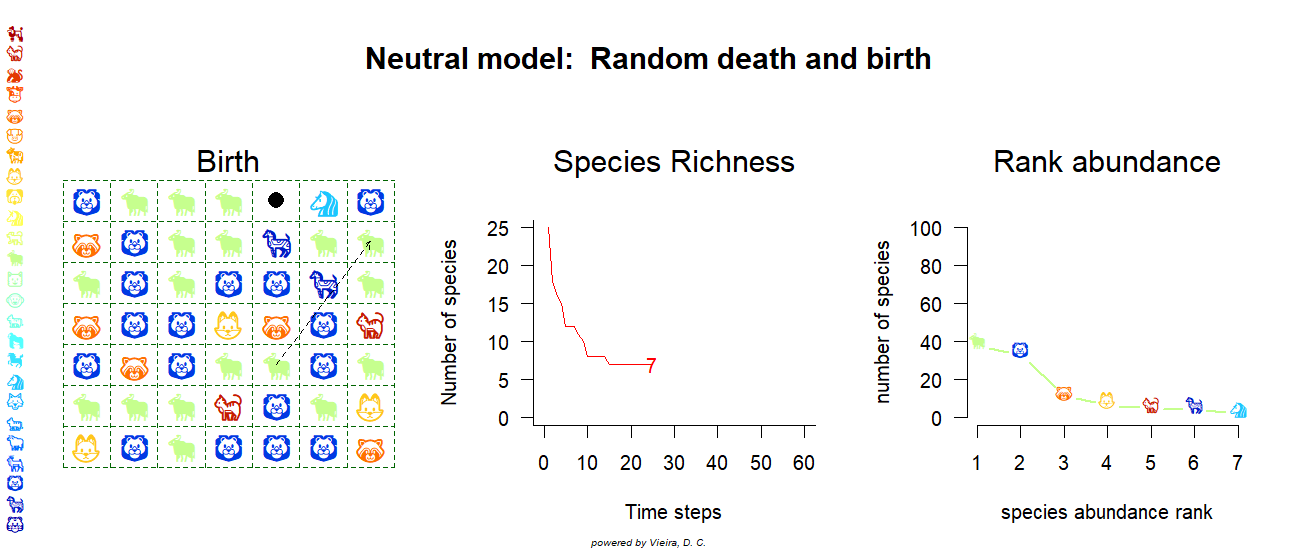 Neutral model:  Random death and birth
Birth
Species Richness
Rank abundance
Number of species
25
20
15
10
5
0
7
0 10 20 30 40 50 60
Time steps
number of species
100
80
60
40
20
0
1 2 3 4 5 6 7
species abundance rank
powered by Vieira, D. C.